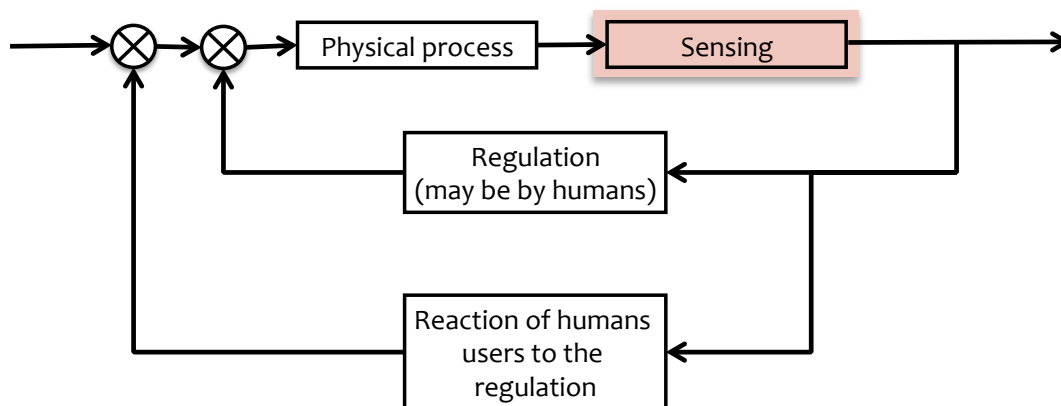 Physical process
Sensing
Regulation
(may be by humans)
Reaction of humans
users to the
regulation